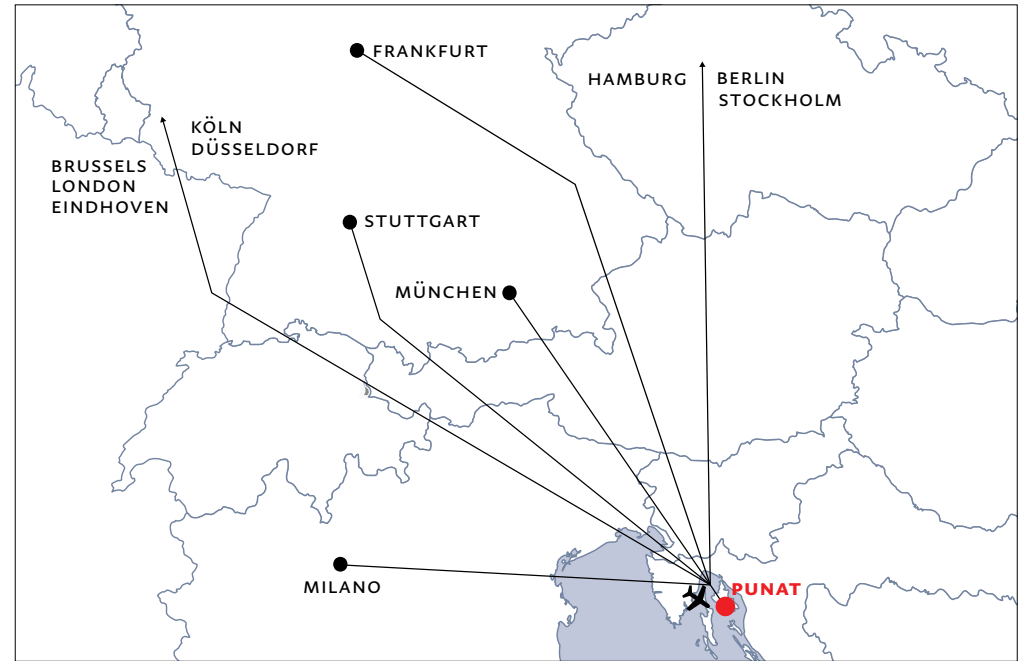 FRANKFURT
HAMBURG
BERLIN
STOCKHOLM
KÖLN
DÜSSELDORF
BRUSSELS
LONDON
EINDHOVEN
STUTTGART
MÜNCHEN
MILANO
PUNAT